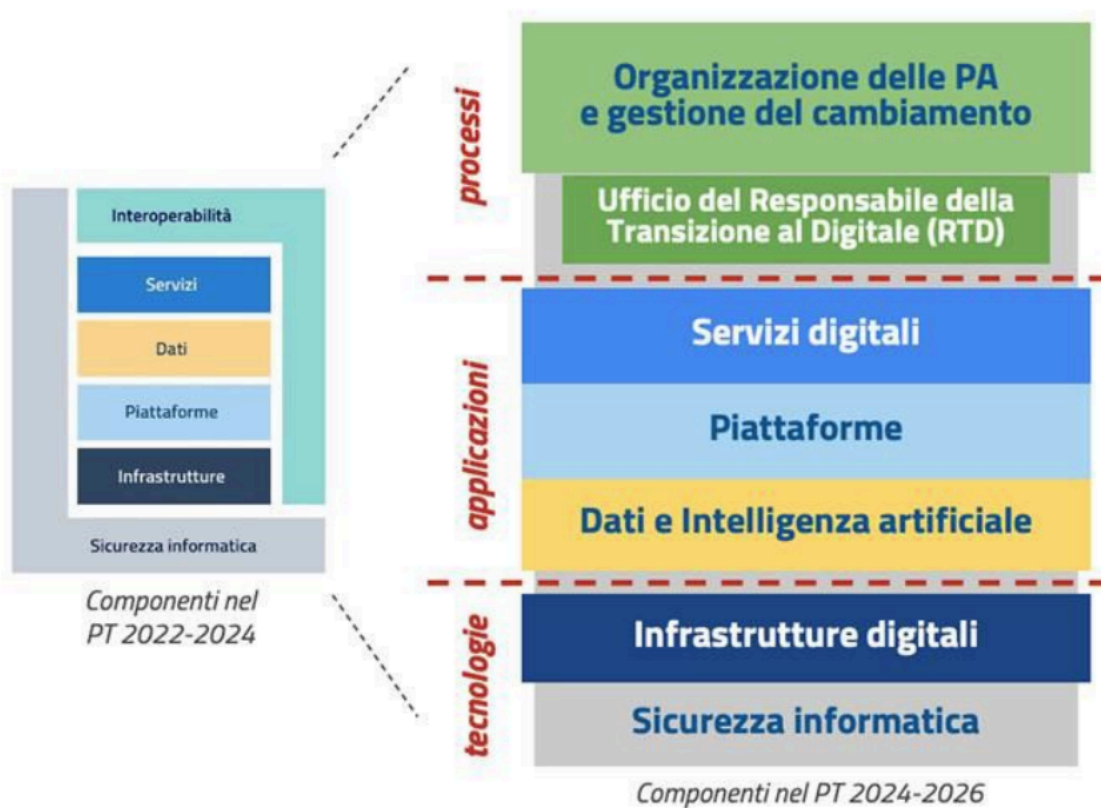 Interoperabilità
Servizi
Dati
Piattaforme
Infrastrutture
Sicurezza informatica
Componenti nel
PT 2022-2024
processi
Organizzazione delle PA
e gestione del cambiamento
Ufficio del Responsabile della
Transizione al Digitale (RTD)
applicazioni
Servizi digitali
Piattaforme
Dati e Intelligenza artificiale
tecnologie
Infrastrutture digitali
Sicurezza informatica
Componenti nel PT 2024-2026